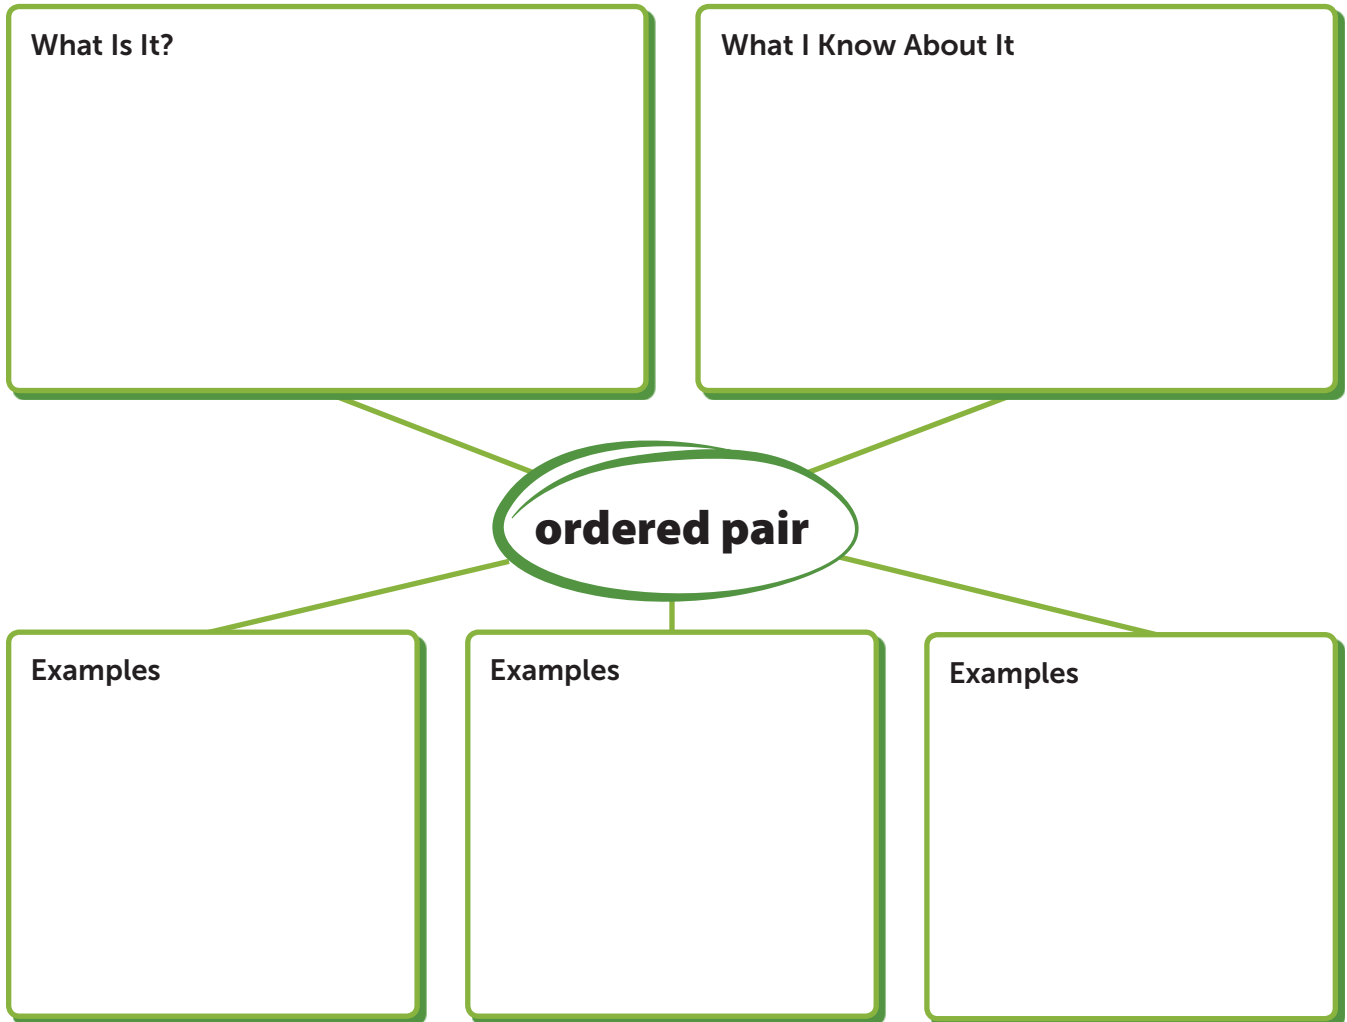 What Is It?
What I Know About It
ordered pair
Examples
Examples
Examples